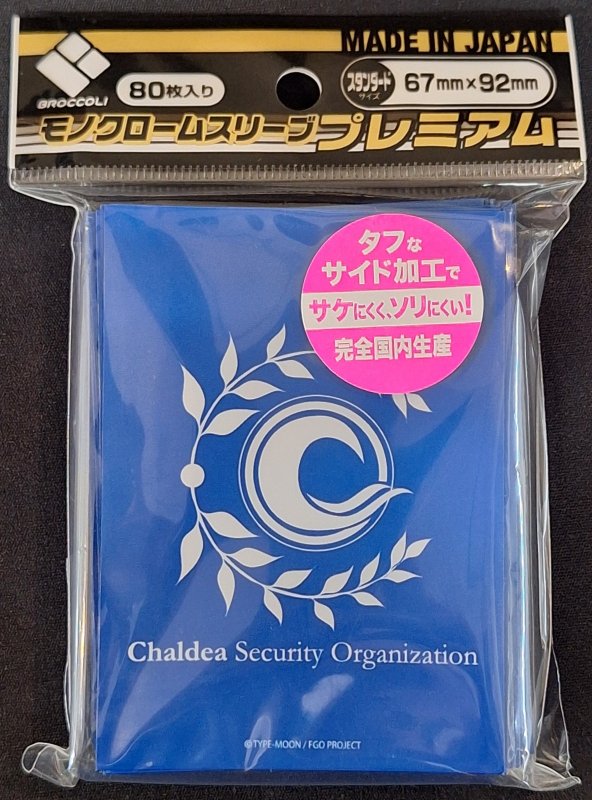 MADE IN JAPAN
BROCCOLI
80枚入り
スタンダード
サイズ
67mm×92mm
モノクロームスリーブプレミアム
タフな
サイド加工で
サケにくく、ソリにくい!
完全国内生産
Chaldea Security Organization
©TYPE-MOON / FGO PROJECT